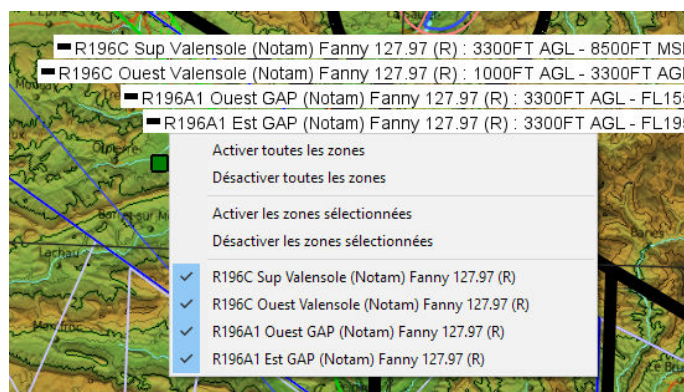 R196C Sup Valensole (Notam) Fanny 127.97 (R) : 3300FT AGL - 8500FT
R196C Ouest Valensole (Notam) Fanny 127.97 (R) : 1000FT AGL - 3300FT
R196A1 Ouest GAP (Notam) Fanny 127.97 (R) : 3300FT AGL -
R196A1 Est GAP (Notam) Fanny 127.97 (R) : 3300FT AGL -
Activer toutes les zones
Désactiver toutes les zones
Activer les zones sélectionnées
Désactiver les zones sélectionnées
Lachau
R196C Sup Valensole (Notam) Fanny 127.97 (R)
R196C Ouest Valensole (Notam) Fanny 127.97 (R)
R196A1 Ouest GAP (Notam) Fanny 127.97 (R)
R196A1 Est GAP (Notam) Fanny 127.97 (R)